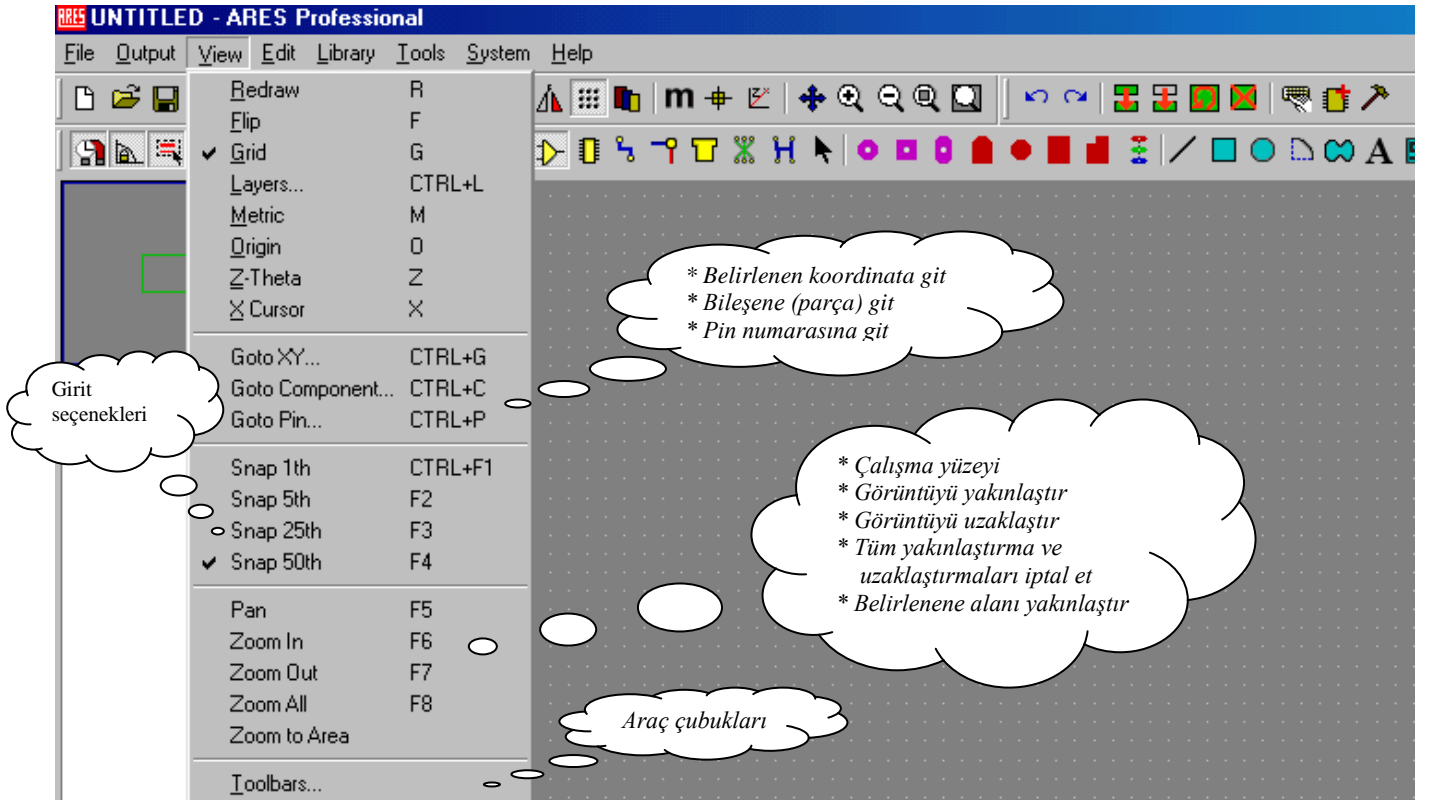 ARES UNTITLED - ARES Professional
File Output View Edit Library Tools System Help
m
A
Redraw R
Flip F
Grid G
Layers... CTRL+L
Metric M
Origin O
Z-Theta Z
X Cursor X
Goto XY... CTRL+G
Goto Component... CTRL+C
Goto Pin... CTRL+P
Snap 1th CTRL+F1
Snap 5th F2
Snap 25th F3
Snap 50th F4
Pan F5
Zoom In F6
Zoom Out F7
Zoom All F8
Zoom to Area
Toolbars...
Girit
seçenekleri
* Belirlenen koordinata git
* Bileşene (parça) git
* Pin numarasına git
* Çalışma yüzeyi
* Görüntüyü yakınlaştır
* Görüntüyü uzaklaştır
* Tüm yakınlaştırma ve
uzaklaştırmaları iptal et
* Belirlenene alanı yakınlaştır
Araç çubukları